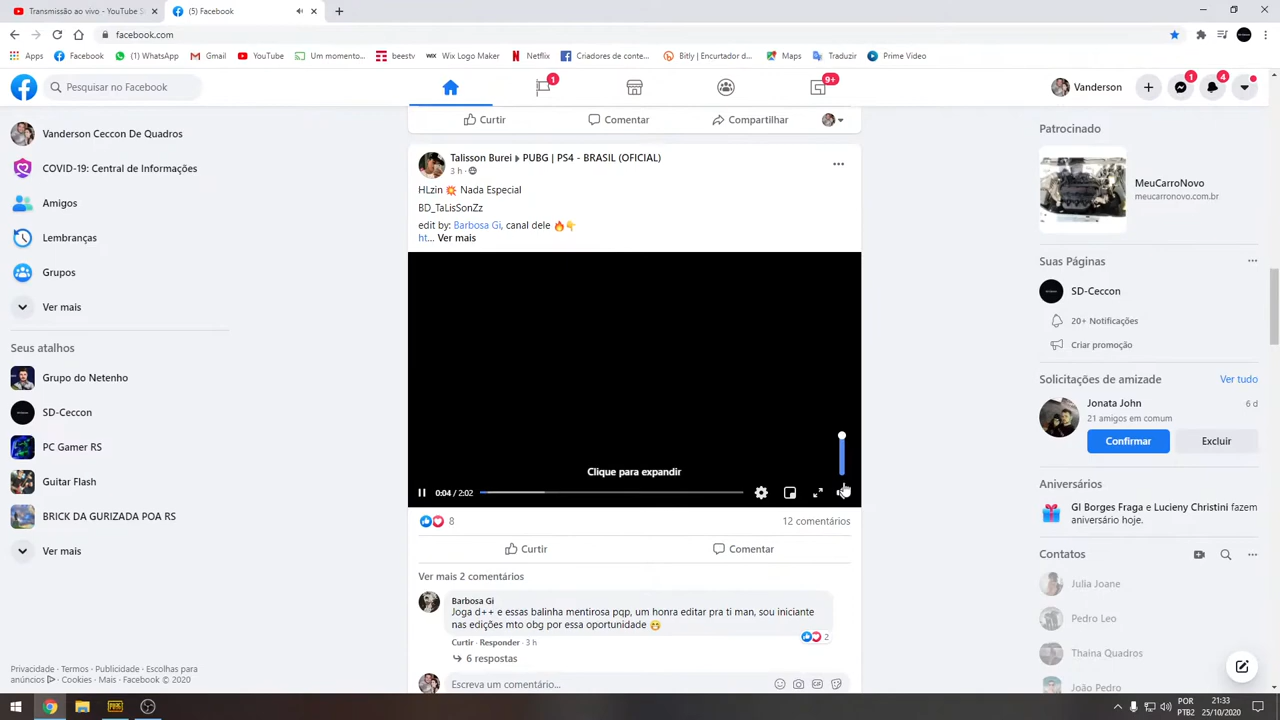 Transmissão ao vivo - YouTube S
(5) Facebook
facebook.com
Apps
Facebook
(1) WhatsApp
Gmail
YouTube
Um momento...
beestv
Wix Logo Maker
Netflix
Criadores de conte...
Bitly | Encurtador d...
Maps
Traduzir
Prime Video
Pesquisar no Facebook
1
9+
Vanderson
1
4
Vanderson Ceccon De Quadros
COVID-19: Central de Informações
Amigos
Lembranças
Grupos
Ver mais
Seus atalhos
Grupo do Netenho
SD-Ceccon
PC Gamer RS
Guitar Flash
BRICK DA GURIZADA POA RS
Ver mais
Privacidade · Termos · Publicidade · Escolhas para
anúncios · Cookies · Mais · Facebook © 2020
Curtir
Comentar
Compartilhar
Talisson Burei ▸ PUBG | PS4 - BRASIL (OFICIAL)
3 h ·
HLzin 💥 Nada Especial
BD_TaLisSonZz
edit by: Barbosa Gi, canal dele 🔥👇
ht... Ver mais
Clique para expandir
0:04 / 2:02
8
12 comentários
Curtir
Comentar
Ver mais 2 comentários
Barbosa Gi
Joga d++ e essas balinha mentirosa pqp, um honra editar pra ti man, sou iniciante
nas edições mto obg por essa oportunidade 😁
2
Curtir · Responder · 3 h
6 respostas
Escreva um comentário...
GIF
Patrocinado
MeuCarroNovo
meucarronovo.com.br
Suas Páginas
SD-Ceccon
20+ Notificações
Criar promoção
Solicitações de amizade
Ver tudo
Jonata John
6 d
21 amigos em comum
Confirmar
Excluir
Aniversários
GI Borges Fraga e Lucieny Christini fazem
aniversário hoje.
Contatos
Julia Joane
Pedro Leo
Thaina Quadros
João Pedro
POR
PTB2
21:33
25/10/2020